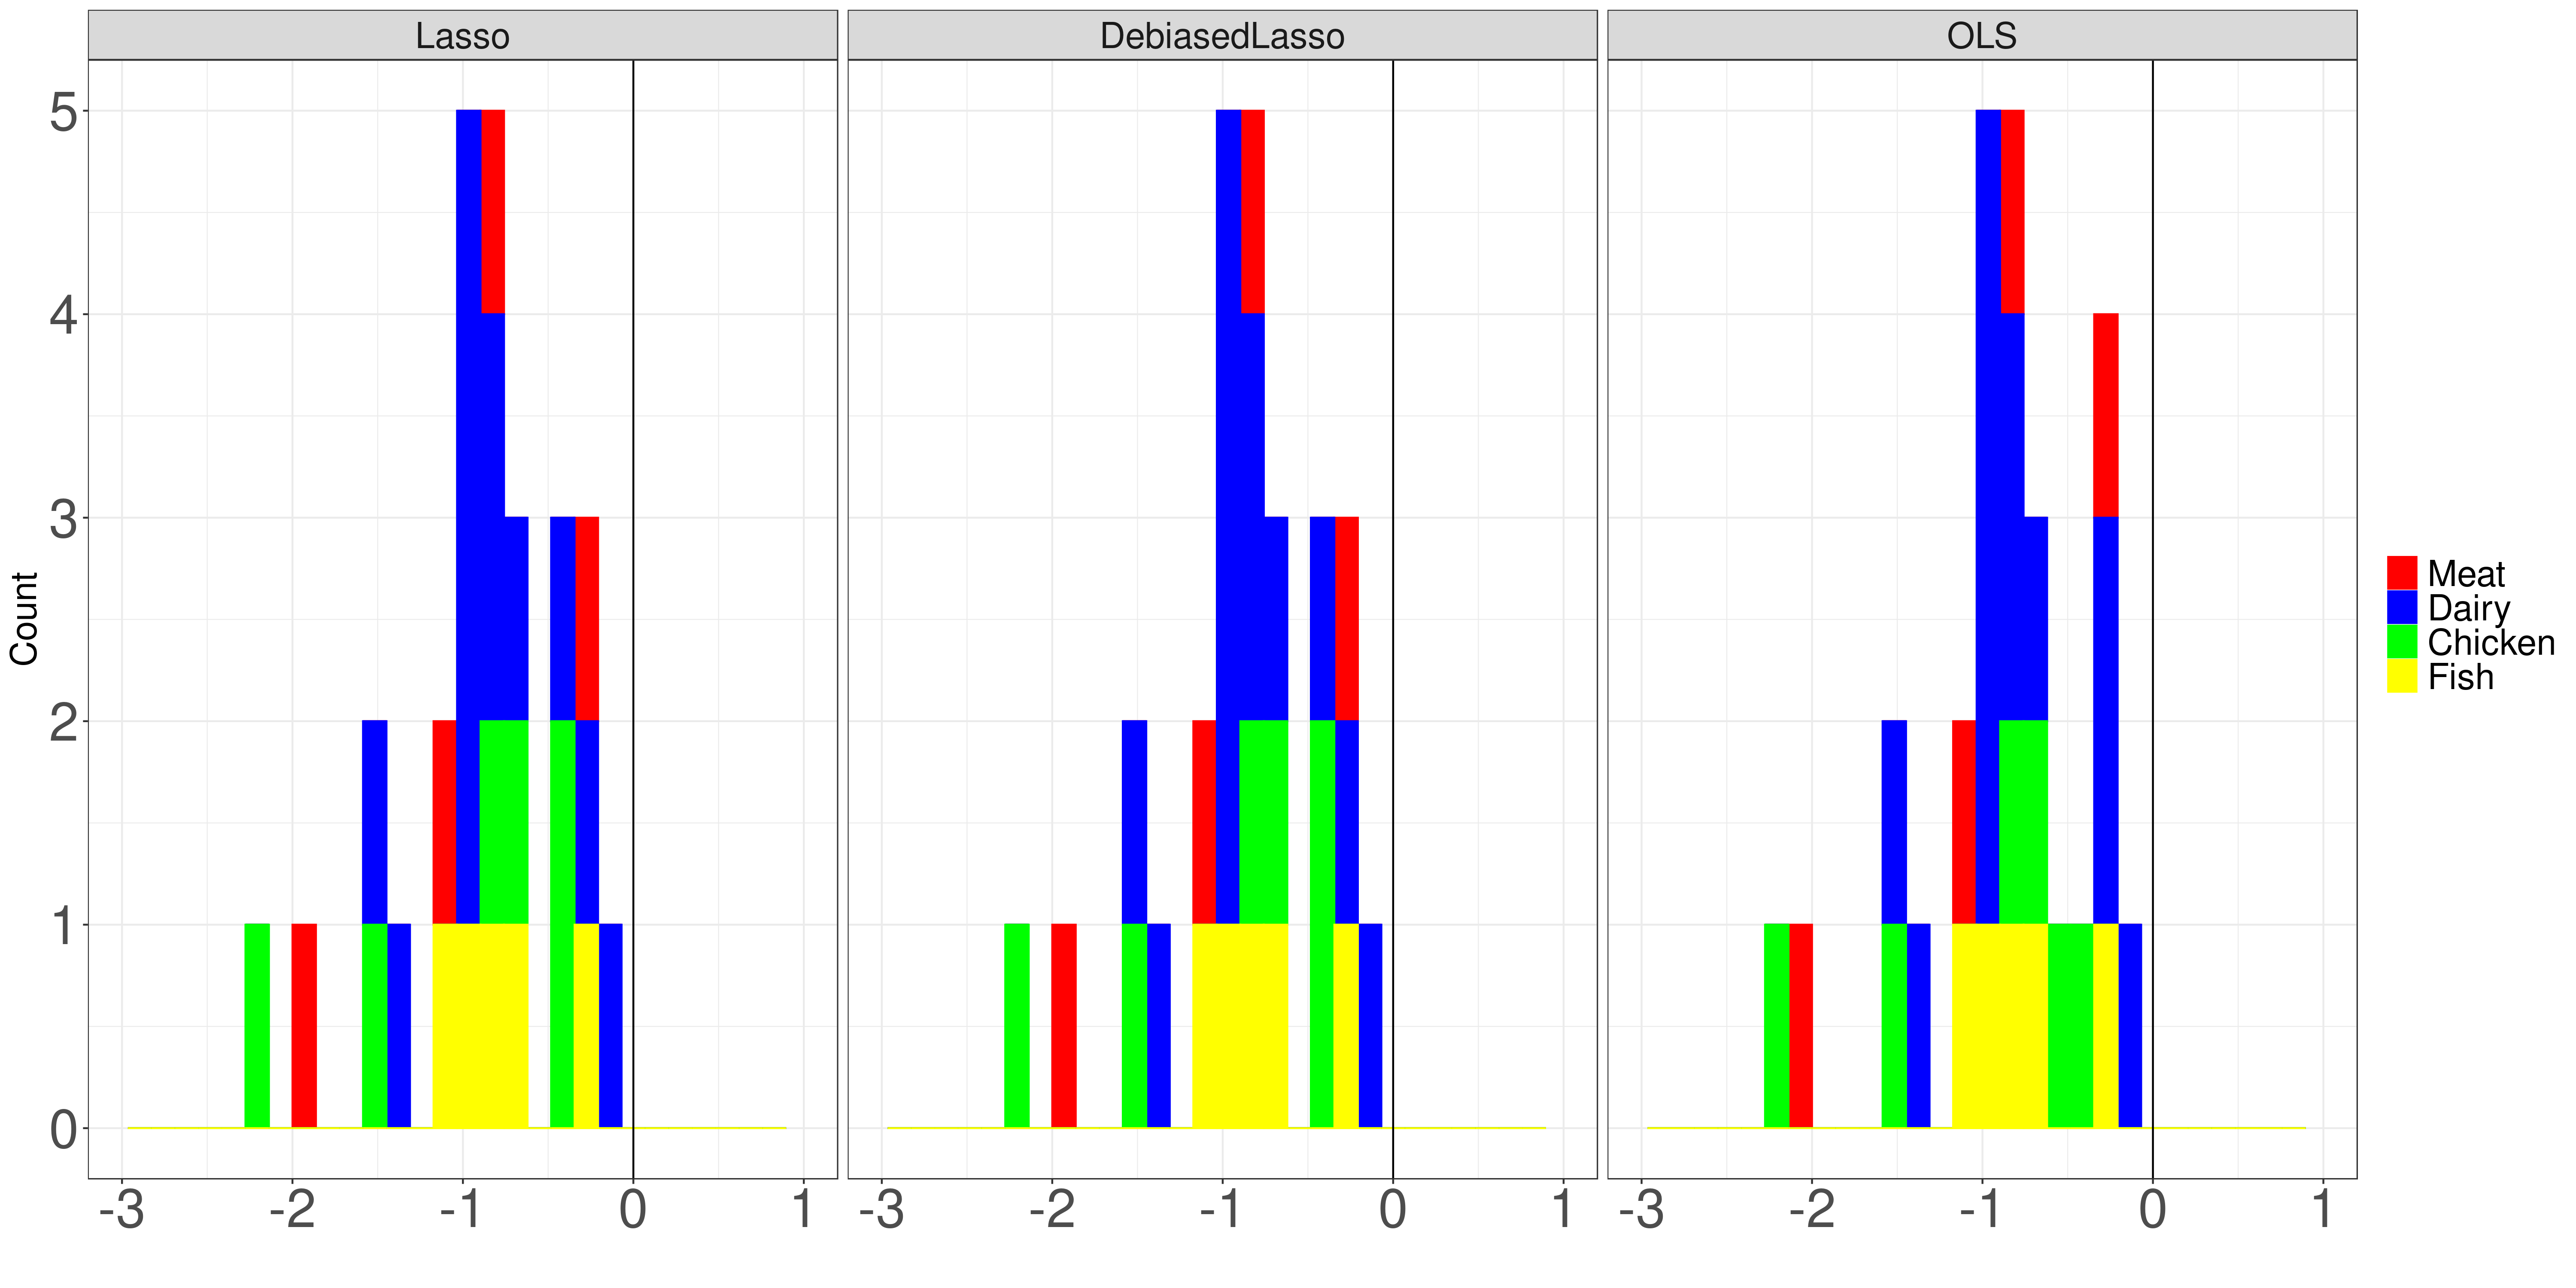 Lasso
DebiasedLasso
OLS
Count
5
4
3
2
1
0
-3 -2 -1 0 1
-3 -2 -1 0 1
-3 -2 -1 0 1
Meat
Dairy
Chicken
Fish